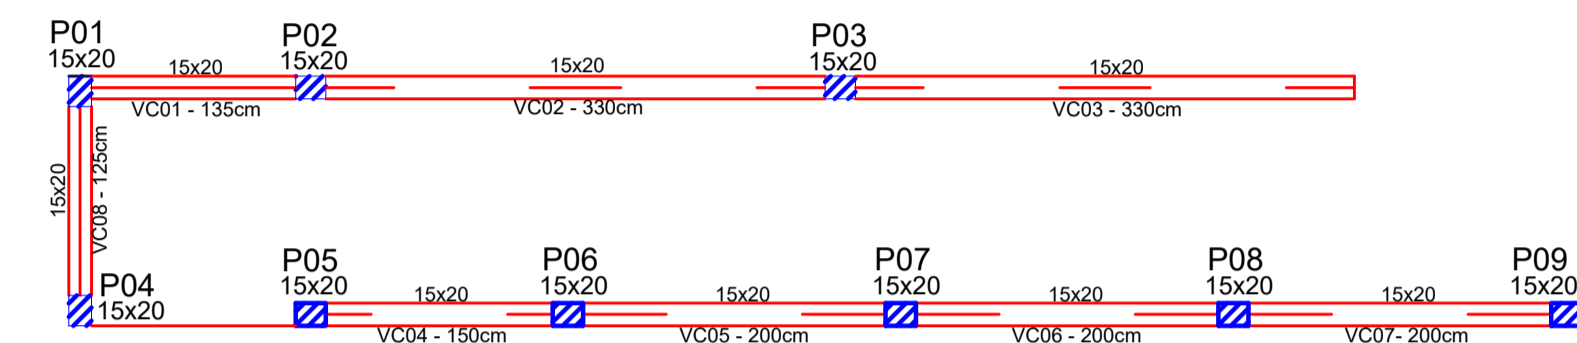 P01
15x20
P02
15x20
P03
15x20
15x20
15x20
15x20
VC01 - 135cm
VC02 - 330cm
VC03 - 330cm
15x20
VC08 - 125cm
P04
15x20
P05
15x20
P06
15x20
P07
15x20
P08
15x20
P09
15x20
15x20
15x20
15x20
15x20
VC04 - 150cm
VC05 - 200cm
VC06 - 200cm
VC07- 200cm